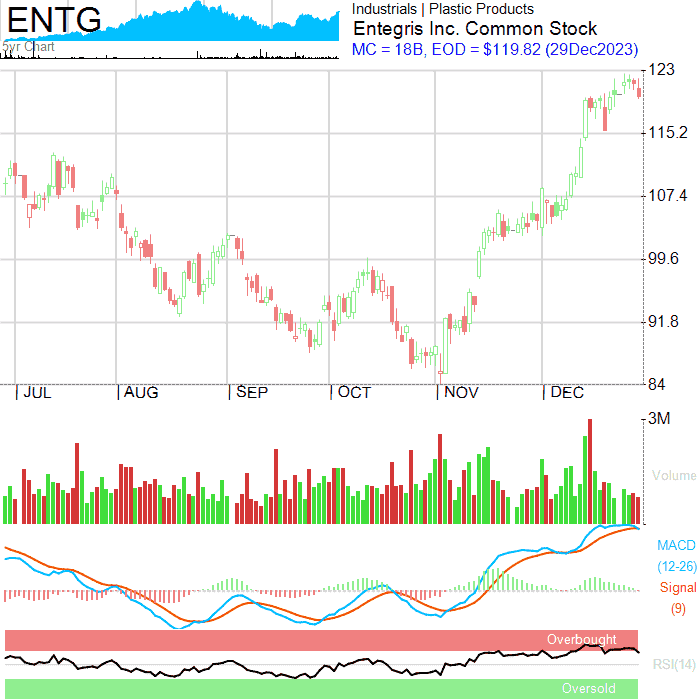 ENTG
5yr Chart
Industrials | Plastic Products
Entegris Inc. Common Stock
MC = 18B, EOD = $119.82 (29Dec2023)
123
115.2
107.4
99.6
91.8
84
JUL AUG SEP OCT NOV DEC
3M
Volume
MACD
(12-26)
Signal
(9)
Overbought
RSI(14)
Oversold